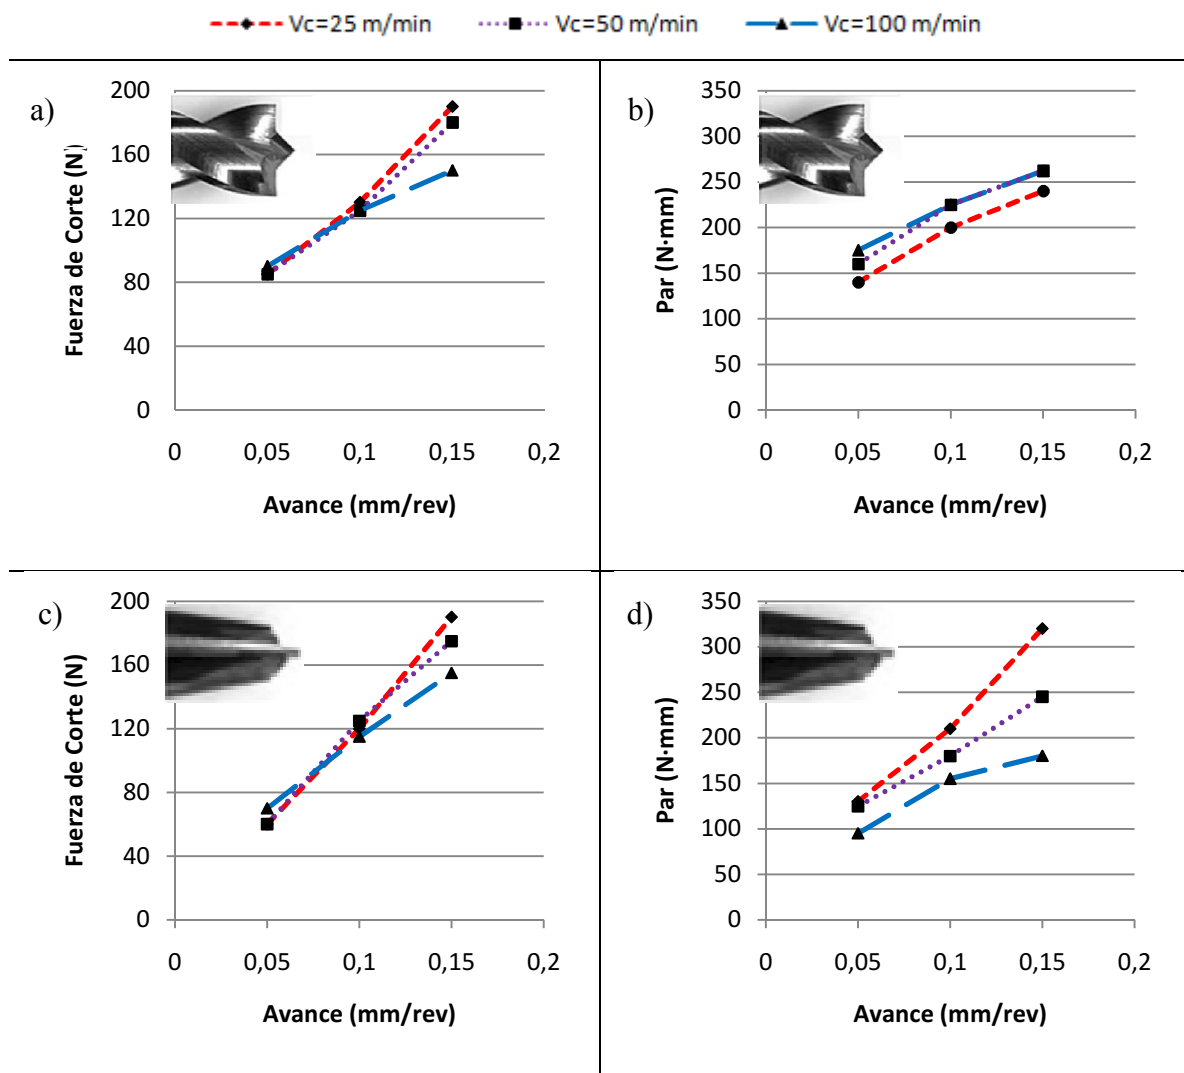 Vc=25 m/min Vc=50 m/min Vc=100 m/min
a)
200
160
120
80
40
0
Fuerza de Corte (N)
0 0,05 0,1 0,15 0,2
Avance (mm/rev)
b)
350
300
250
200
150
100
50
0
Par (N·mm)
0 0,05 0,1 0,15 0,2
Avance (mm/rev)
c)
200
160
120
80
40
0
Fuerza de Corte (N)
0 0,05 0,1 0,15 0,2
Avance (mm/rev)
d)
350
300
250
200
150
100
50
0
Par (N·mm)
0 0,05 0,1 0,15 0,2
Avance (mm/rev)